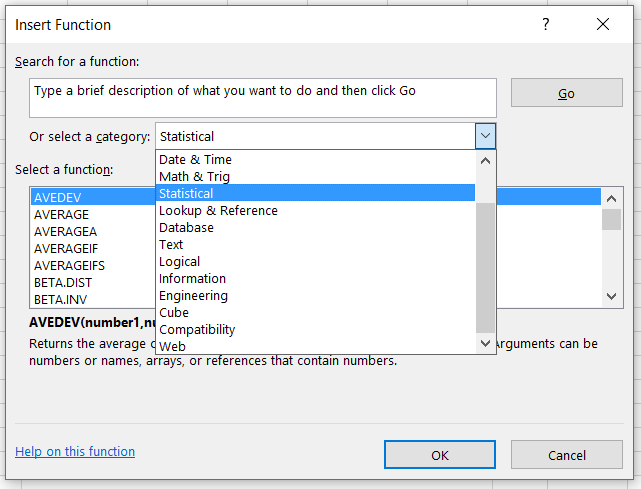 Insert Function
?
Search for a function:
Type a brief description of what you want to do and then click Go
Go
Or select a category:
Statistical
Date & Time
Math & Trig
Statistical
Lookup & Reference
Database
Text
Logical
Information
Engineering
Cube
Compatibility
Web
Select a function:
AVEDEV
AVERAGE
AVERAGEA
AVERAGEIF
AVERAGEIFS
BETA.DIST
BETA.INV
AVEDEV(number1,nu
Returns the average Arguments can be
numbers or names, arrays, or references that contain numbers.
Help on this function
OK
Cancel